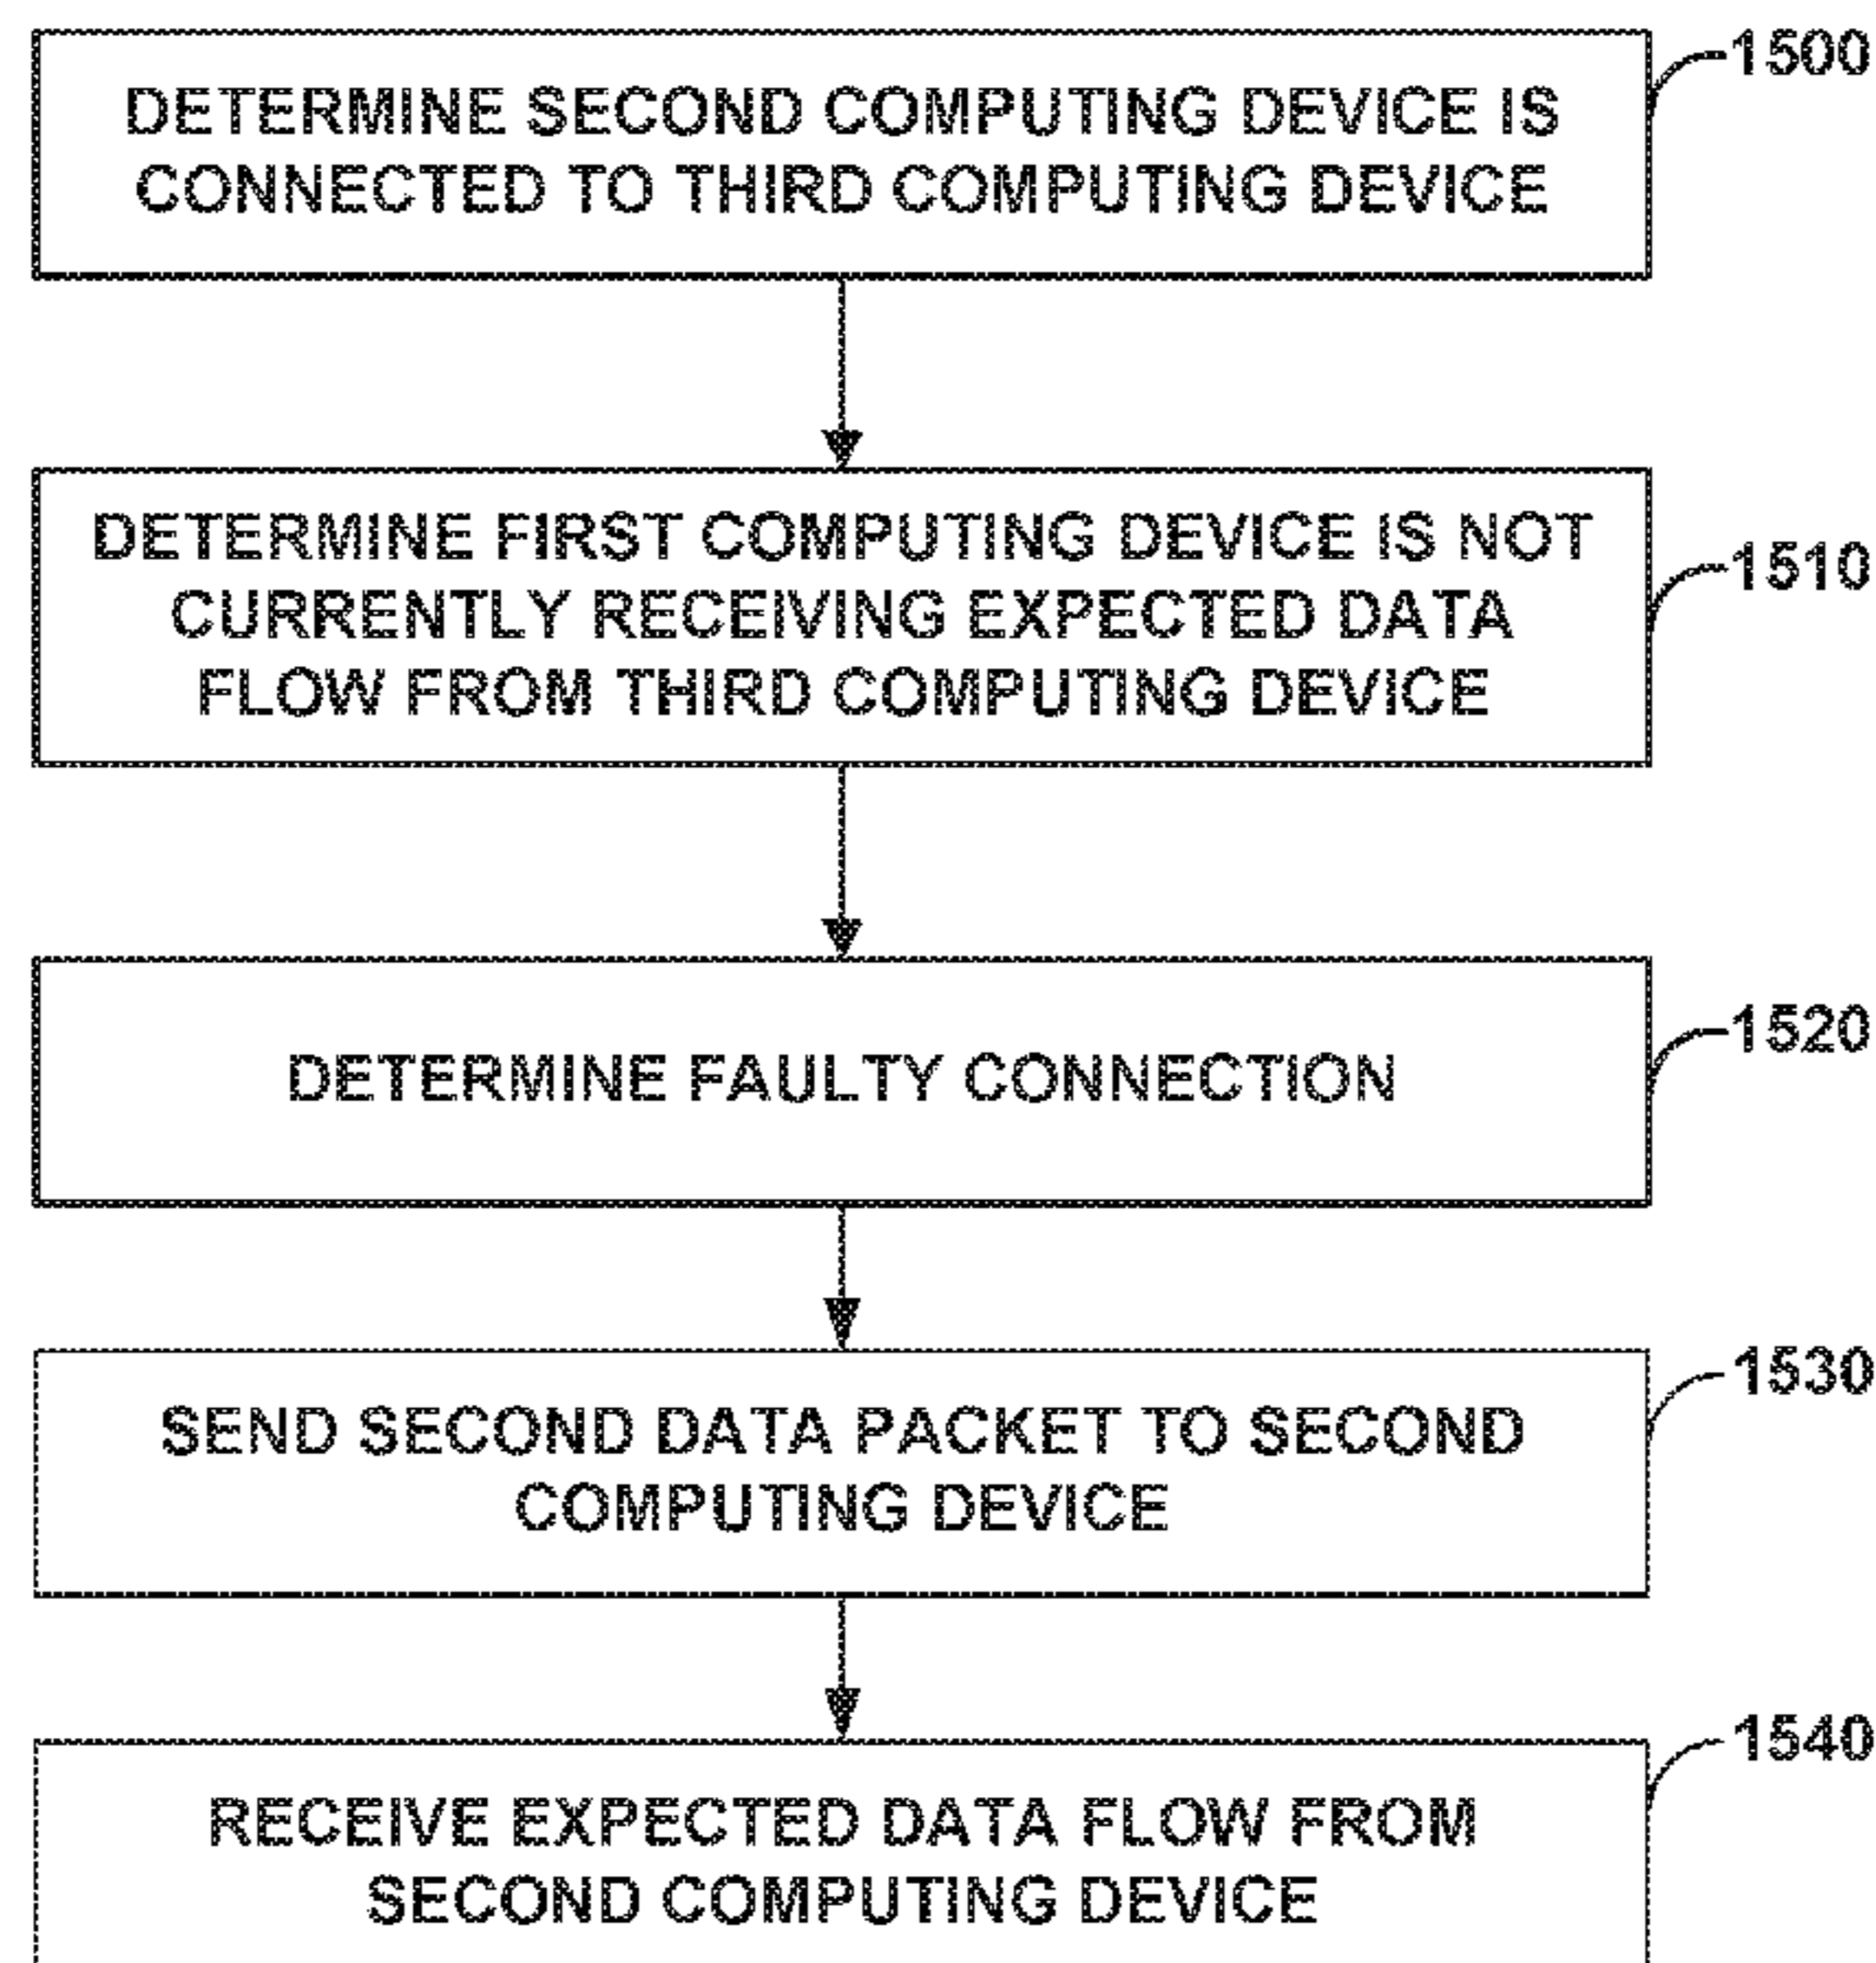 1500
DETERMINE SECOND COMPUTING DEVICE IS
CONNECTED TO THIRD COMPUTING DEVICE
1510
DETERMINE FIRST COMPUTING DEVICE IS NOT
CURRENTLY RECEIVING EXPECTED DATA
FLOW FROM THIRD COMPUTING DEVICE
1520
DETERMINE FAULTY CONNECTION
1530
SEND SECOND DATA PACKET TO SECOND
COMPUTING DEVICE
1540
RECEIVE EXPECTED DATA FLOW FROM
SECOND COMPUTING DEVICE